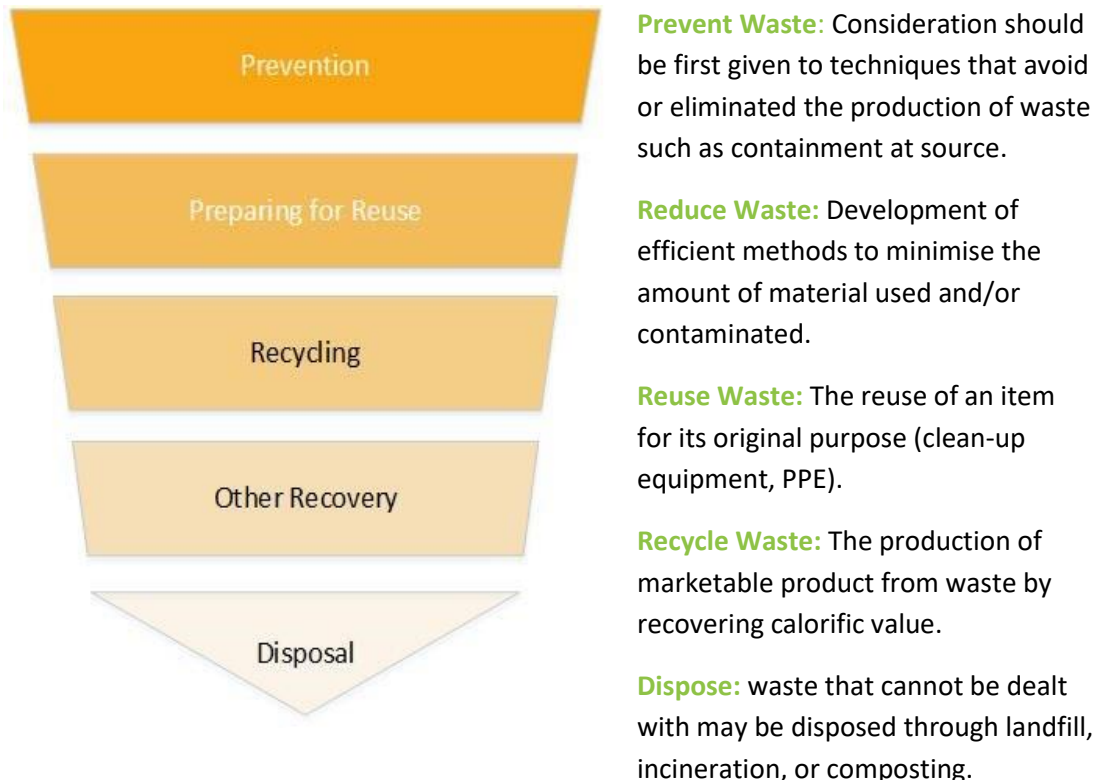 Prevention
Preparing for Reuse
Recycling
Other Recovery
Disposal
Prevent Waste: Consideration should
be first given to techniques that avoid
or eliminated the production of waste
such as containment at source.
Reduce Waste: Development of
efficient methods to minimise the
amount of material used and/or
contaminated.
Reuse Waste: The reuse of an item
for its original purpose (clean-up
equipment, PPE).
Recycle Waste: The production of
marketable product from waste by
recovering calorific value.
Dispose: waste that cannot be dealt
with may be disposed through landfill,
incineration, or composting.